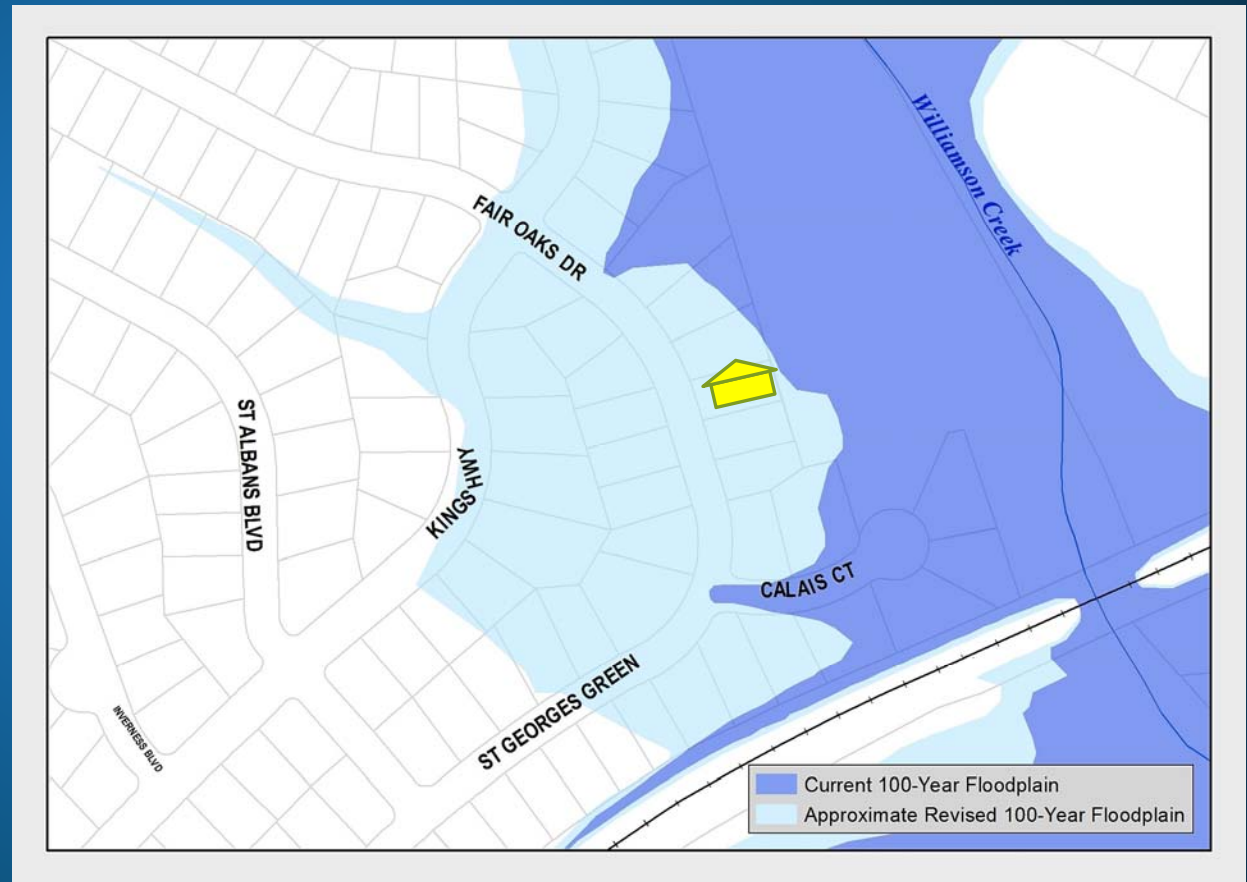 Williamson Creek
FAIR OAKS DR
ST ALBANS BLVD
KINGS HWY
CALAIS CT
ST GEORGES GREEN
INVERNESS BLVD
Current 100-Year Floodplain
Approximate Revised 100-Year Floodplain